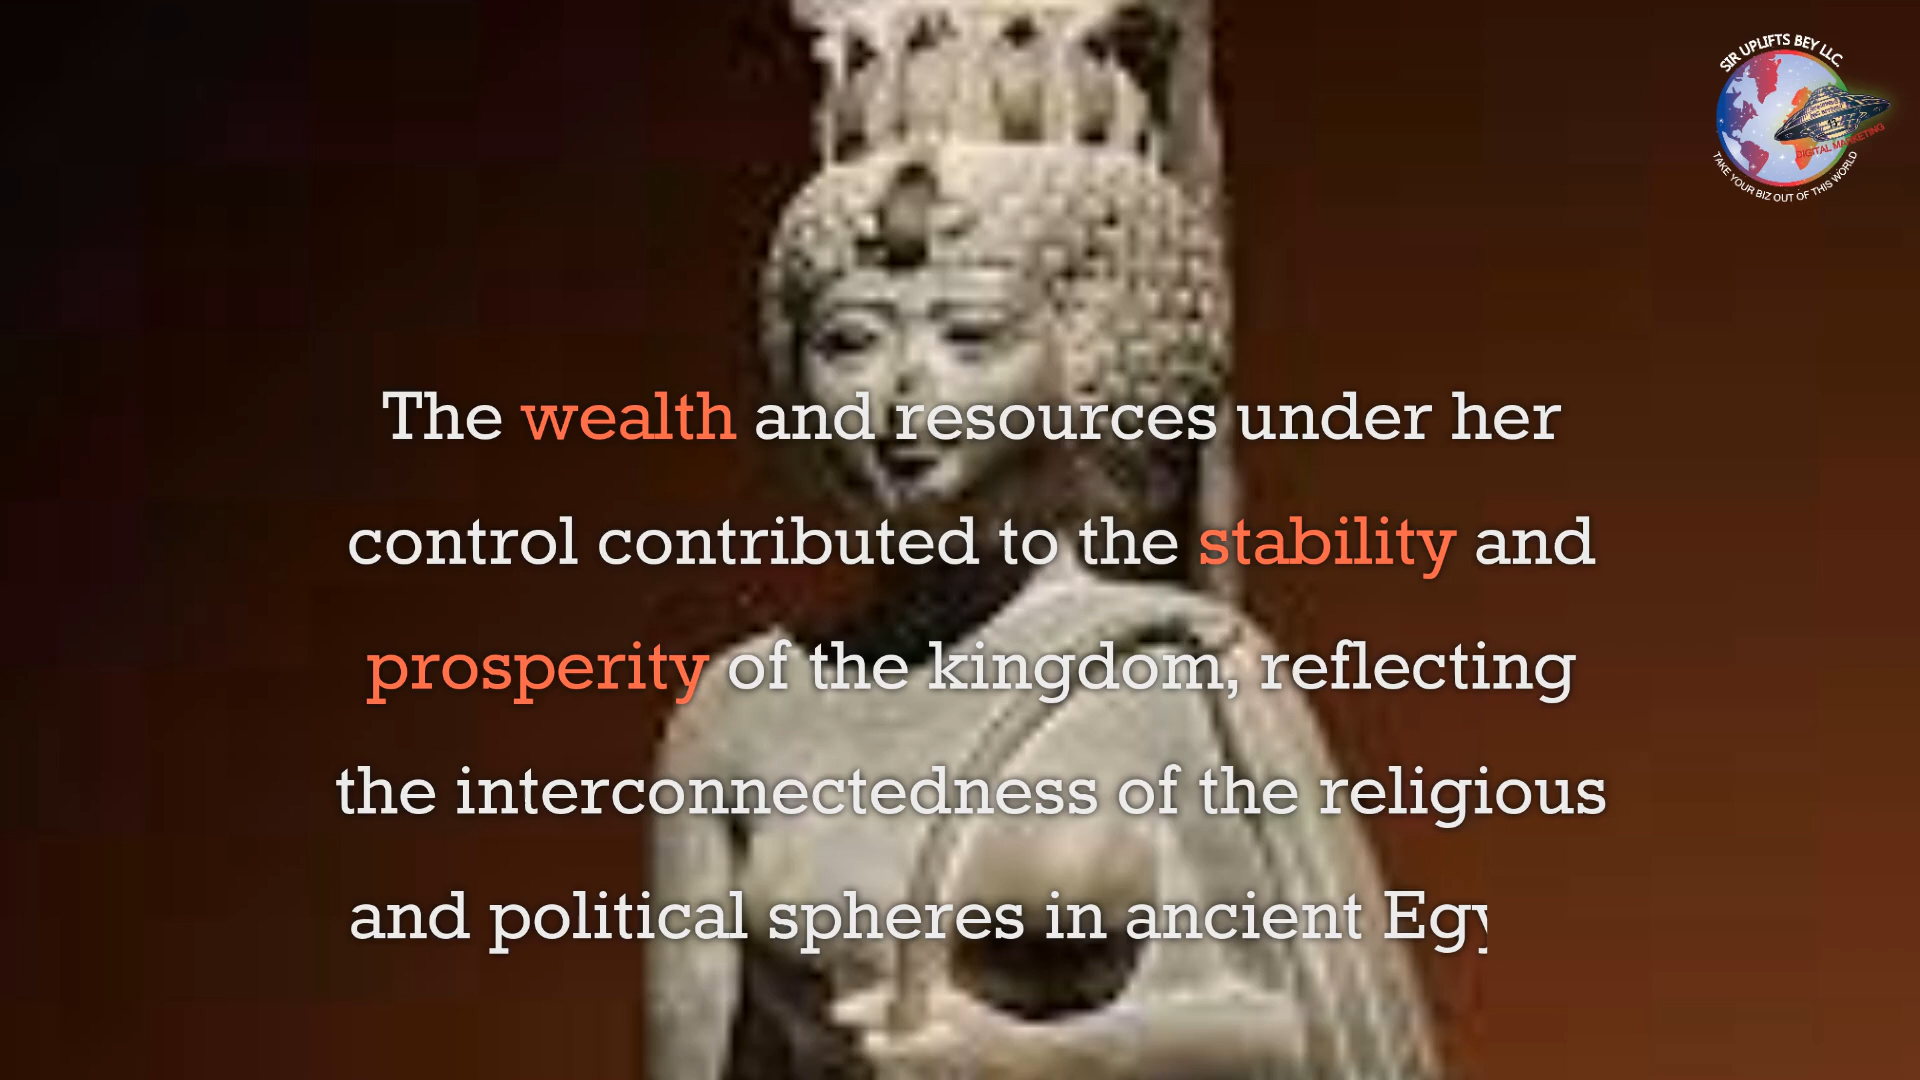 SIR UPLIFTS BEY LLC.
DIGITAL MARKETING
TAKE YOUR BIZ OUT OF THIS WORLD
The wealth and resources under her
control contributed to the stability and
prosperity of the kingdom, reflecting
the interconnectedness of the religious
and political spheres in ancient Egy